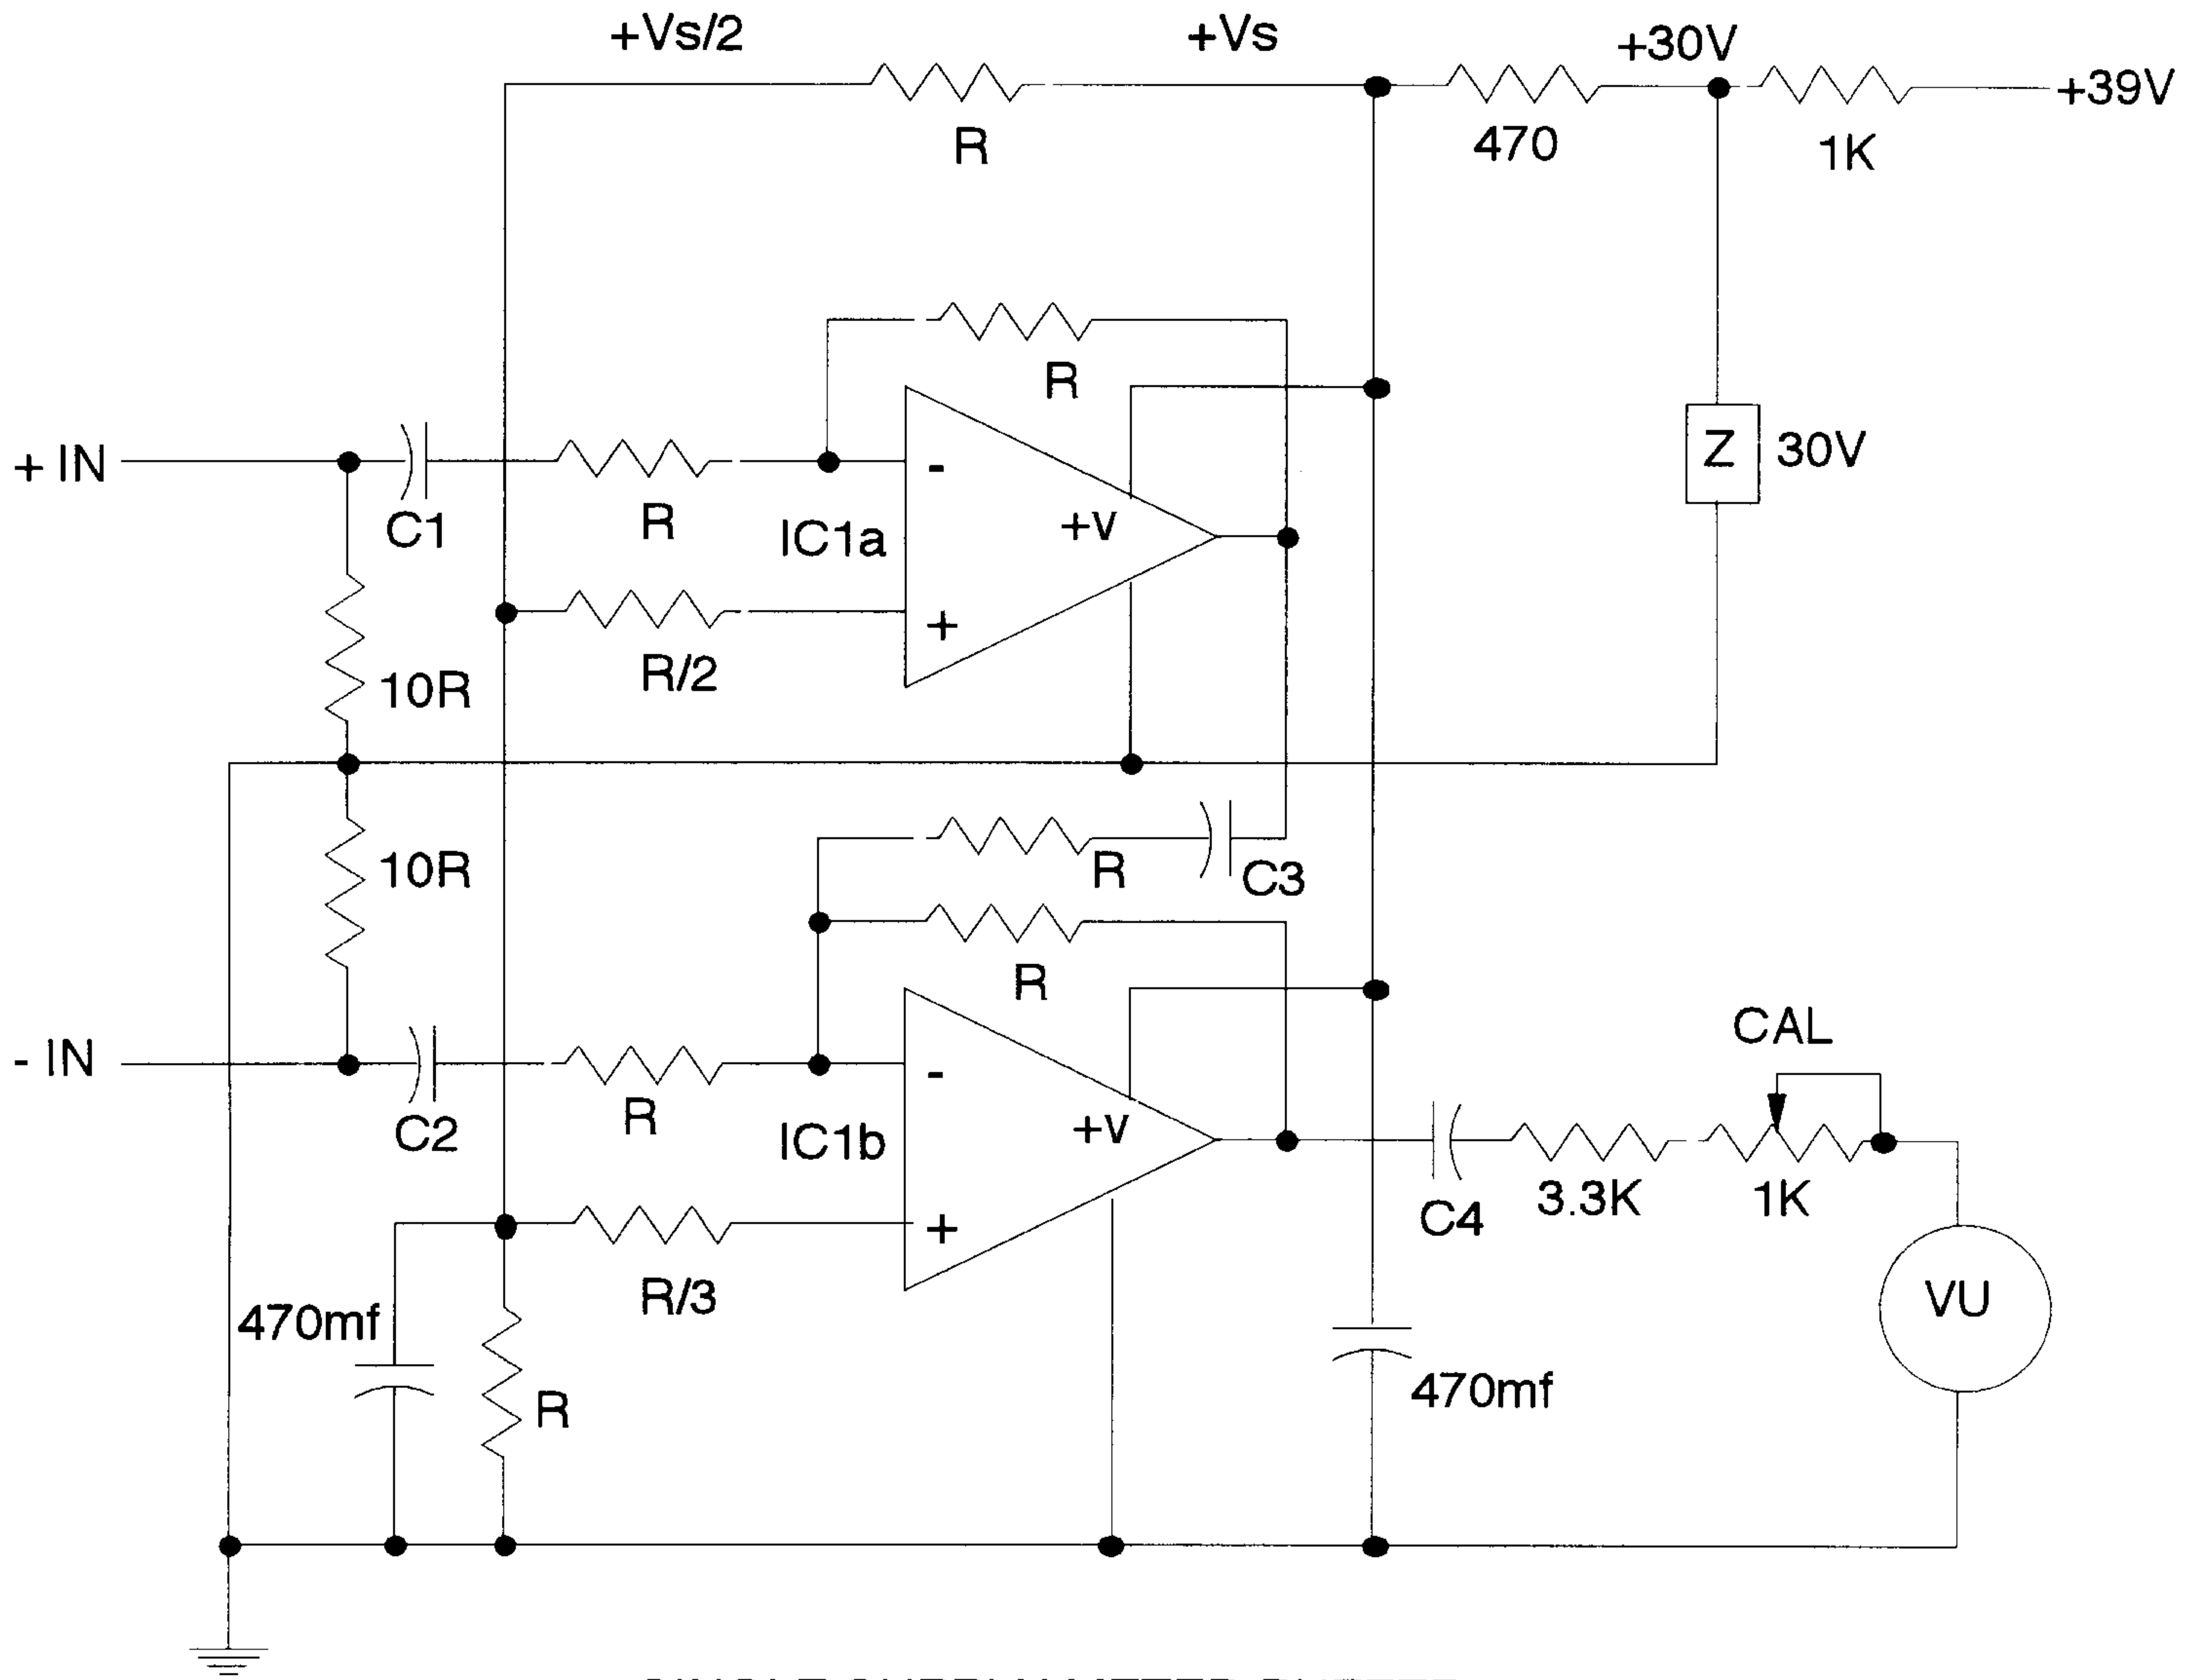 +Vs/2 +Vs +30V +39V
R 470 1K
R
+ IN C1 R IC1a - +V + Z 30V
R/2
10R
10R
R C3
R
- IN C2 R IC1b - +V + CAL
C4 3.3K 1K
R/3
VU
470mf
R
470mf